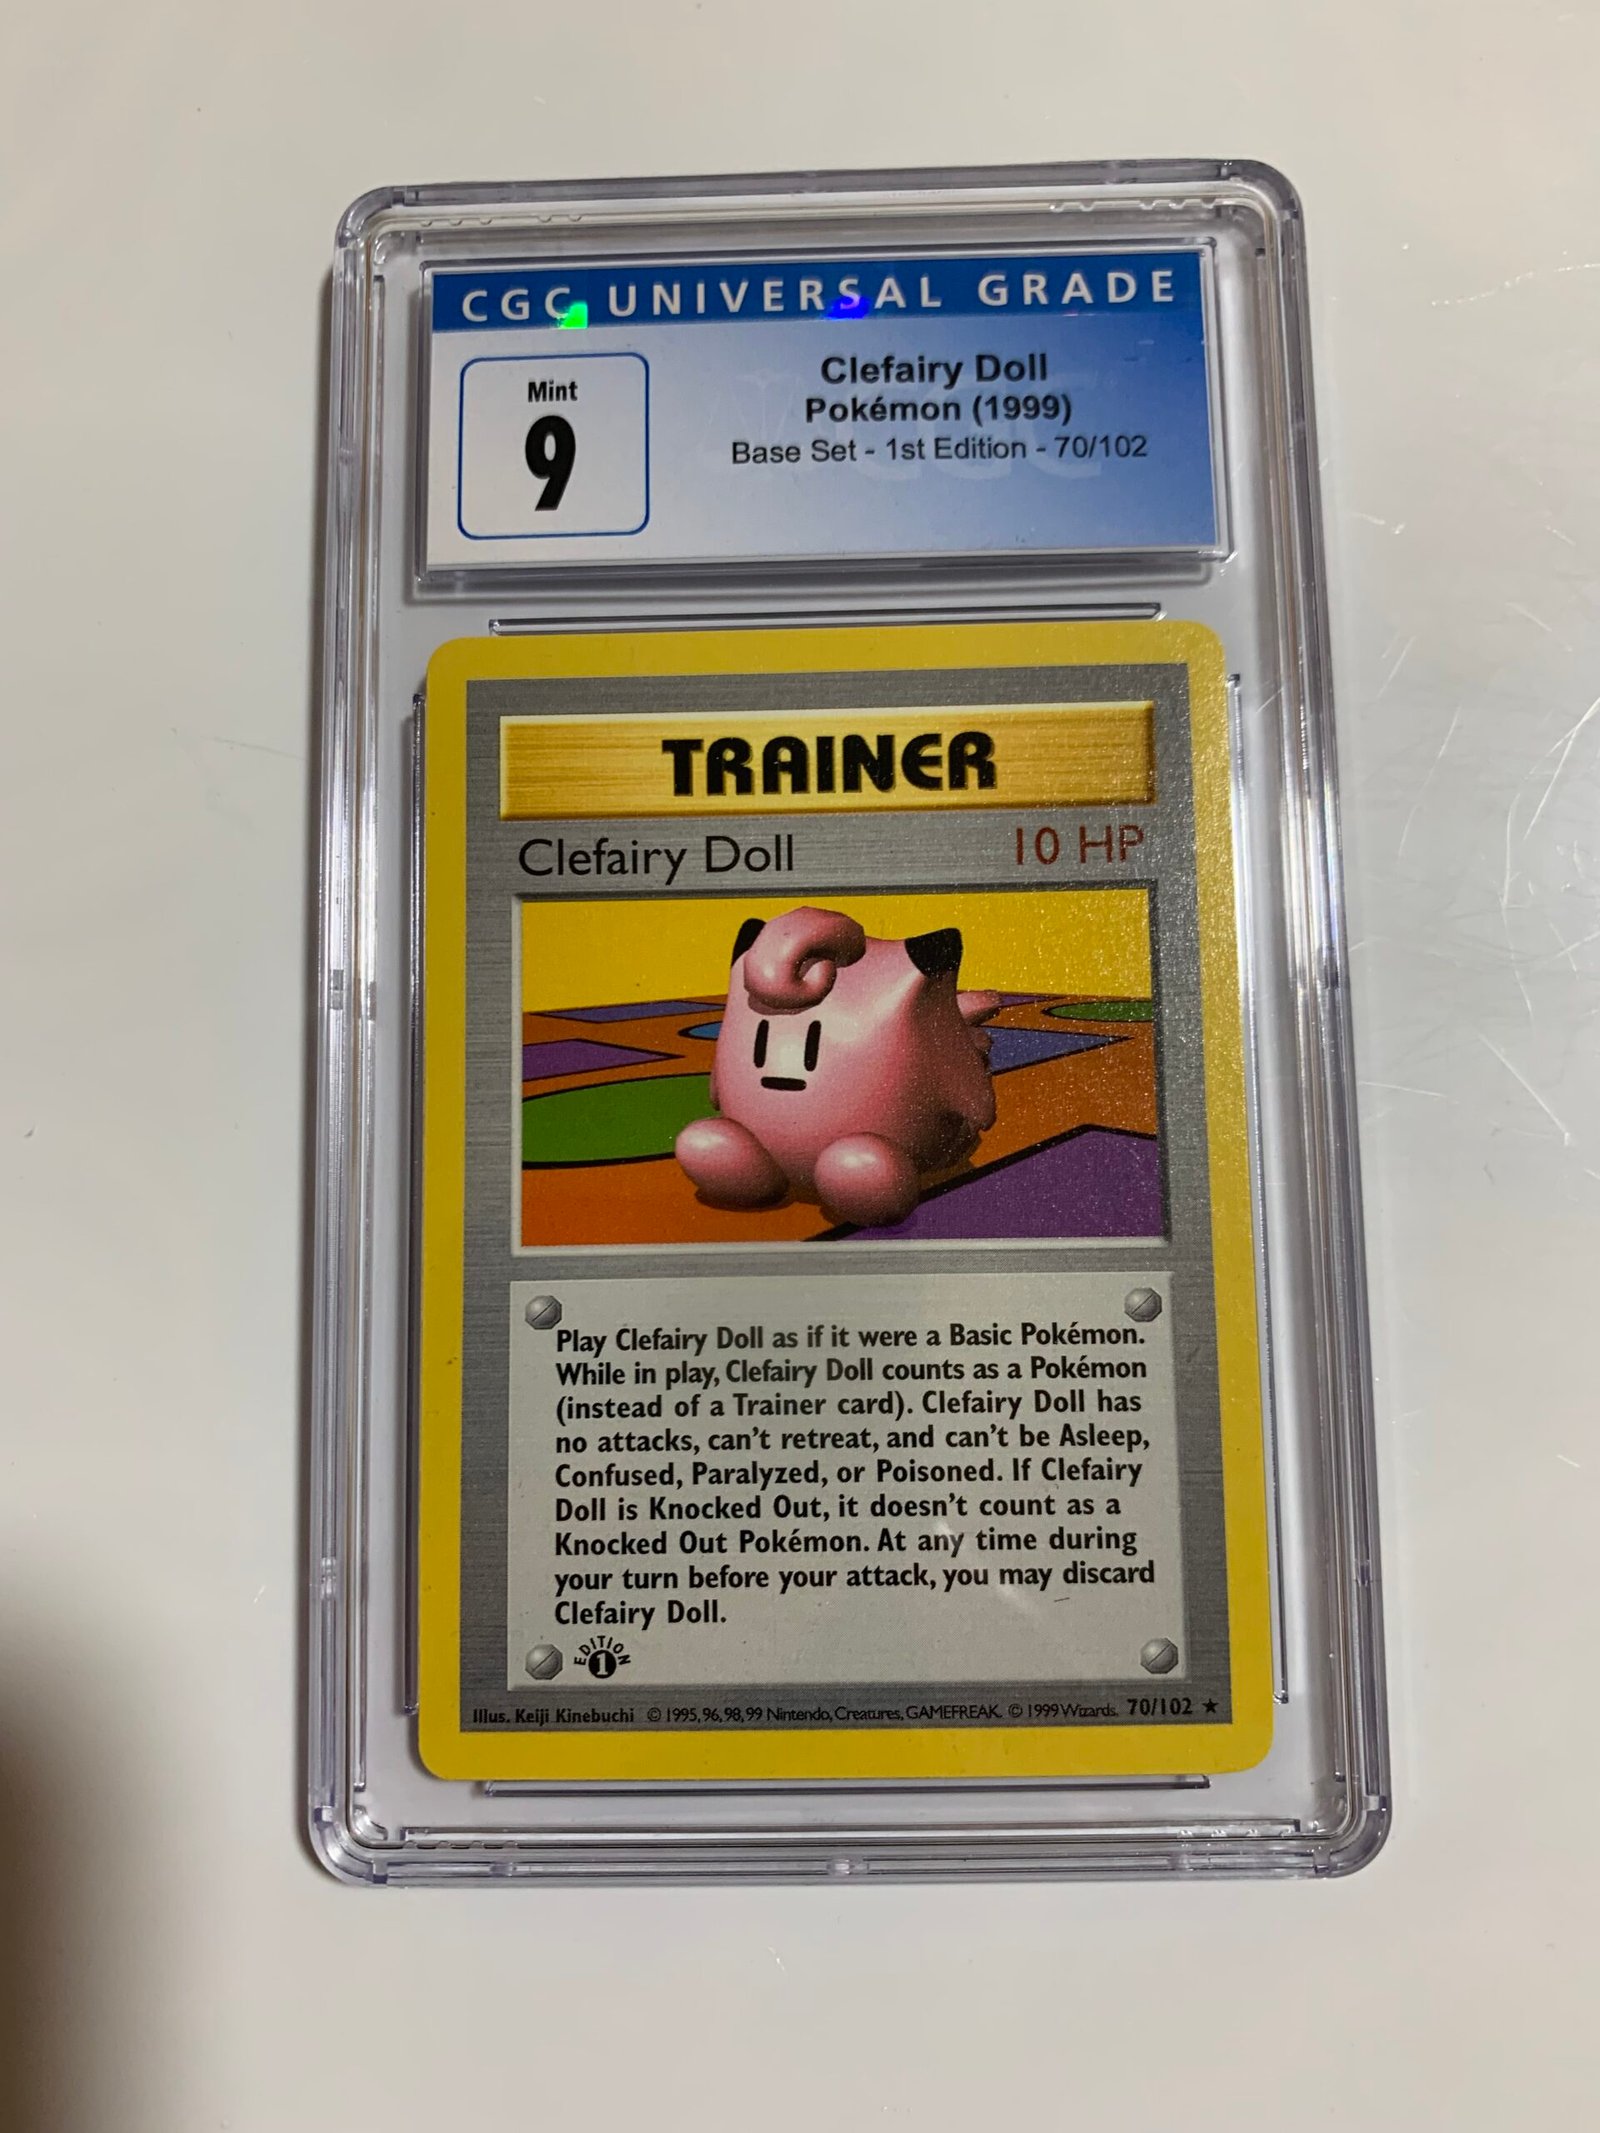 CGC UNIVERSAL GRADE
Mint
9
Clefairy Doll
Pokémon (1999)
Base Set - 1st Edition - 70/102
TRAINER
Clefairy Doll 10 HP
Play Clefairy Doll as if it were a Basic Pokémon.
While in play, Clefairy Doll counts as a Pokémon
(instead of a Trainer card). Clefairy Doll has
no attacks, can't retreat, and can't be Asleep,
Confused, Paralyzed, or Poisoned. If Clefairy
Doll is Knocked Out, it doesn't count as a
Knocked Out Pokémon. At any time during
your turn before your attack, you may discard
Clefairy Doll.
EDITION
1
Illus. Keiji Kinebuchi © 1995, 96, 98, 99 Nintendo, Creatures, GAMEFREAK. © 1999 Wizards. 70/102 ★